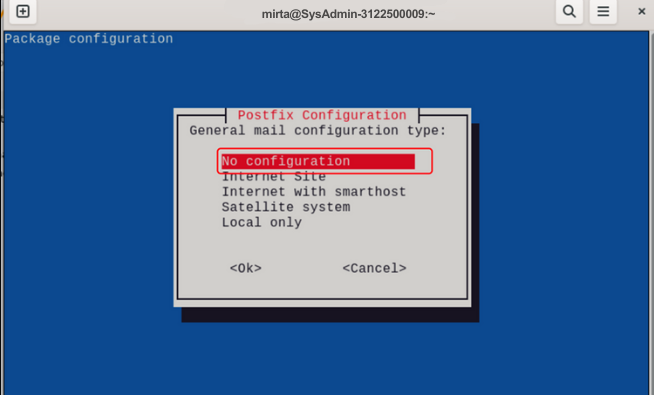 mirta@SysAdmin-3122500009:~
Package configuration
Postfix Configuration
General mail configuration type:
No configuration
Internet Site
Internet with smarthost
Satellite system
Local only
<Ok> <Cancel>